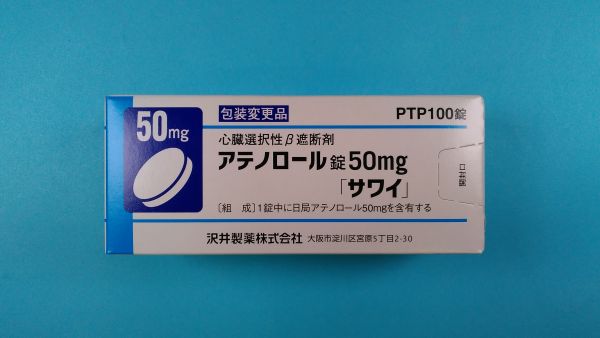 50mg
包装変更品
PTP100錠
心臓選択性β遮断剤
アテノロール錠50mg
「サワイ」
〔組 成〕1錠中に日局アテノロール50mgを含有する
沢井製薬株式会社 大阪市淀川区宮原5丁目2-30
開封口